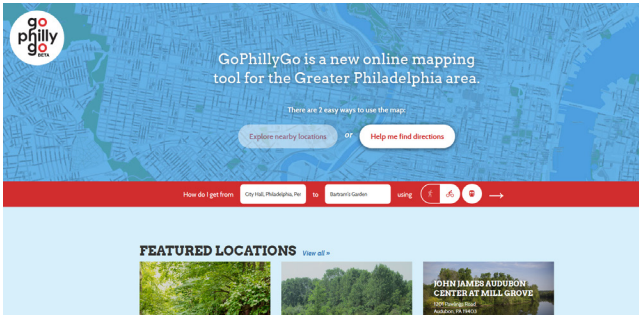 go
philly
go
BETA
GoPhillyGo is a new online mapping
tool for the Greater Philadelphia area.
There are 2 easy ways to use the map:
Explore nearby locations or Help me find directions
How do I get from City Hall, Philadelphia, Per to Bartram's Garden using
FEATURED LOCATIONS View all »
JOHN JAMES AUDUBON
CENTER AT MILL GROVE
1201 Pawlings Road
Audubon, PA 19403